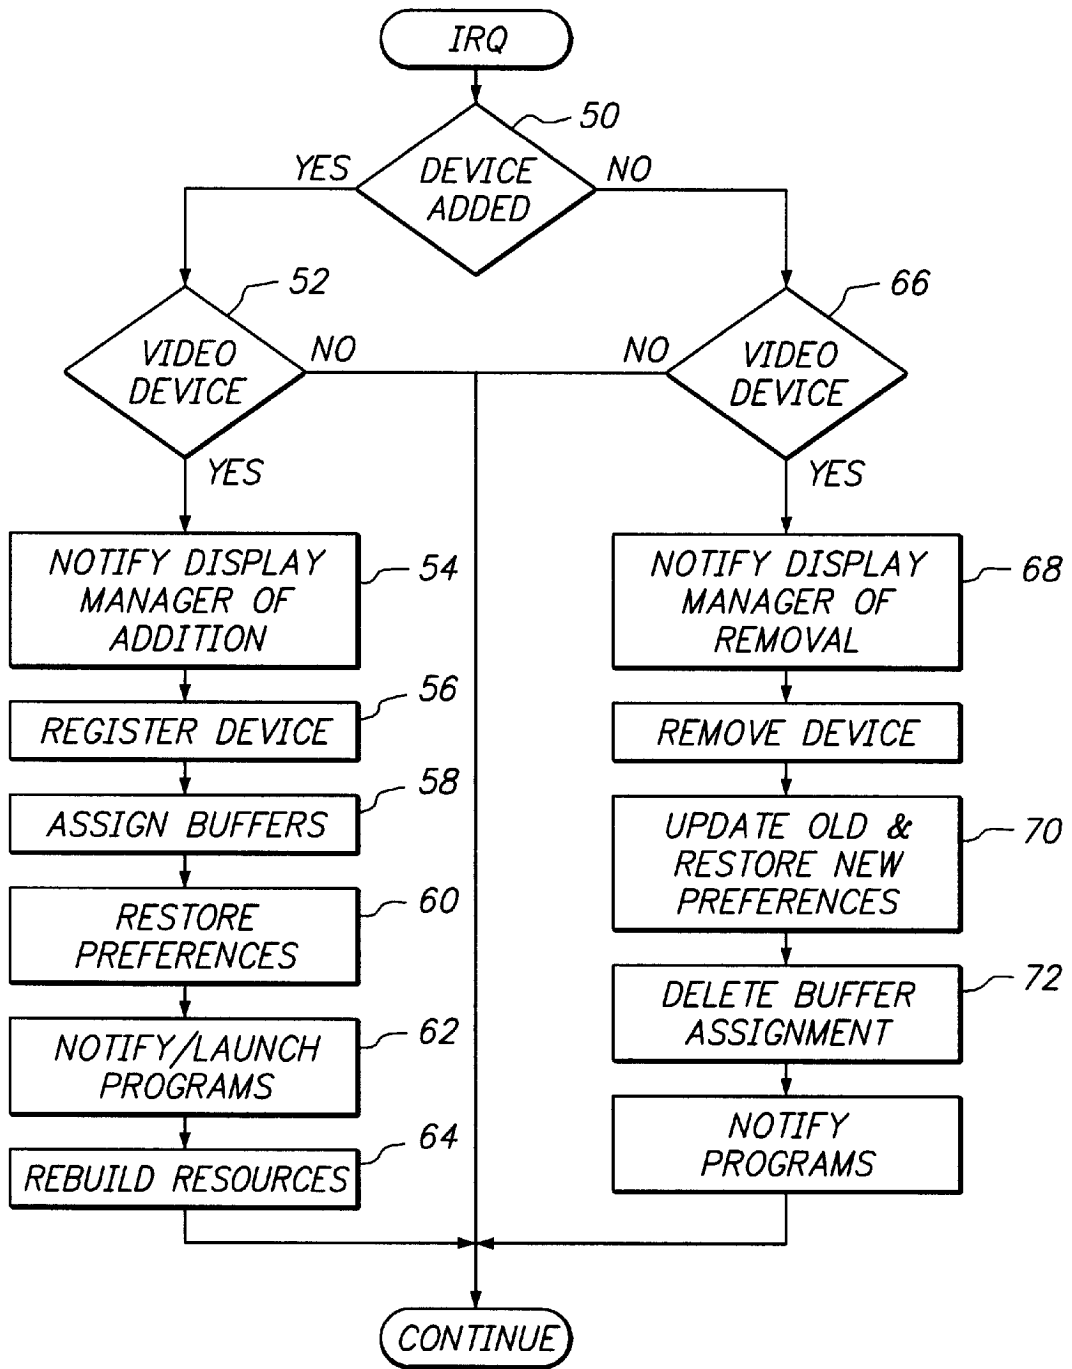 IRQ
50
YES
DEVICE
ADDED
NO
52
VIDEO
DEVICE
NO
YES
66
NO
VIDEO
DEVICE
YES
NOTIFY DISPLAY
MANAGER OF
ADDITION
54
REGISTER DEVICE
56
ASSIGN BUFFERS
58
RESTORE
PREFERENCES
60
NOTIFY/LAUNCH
PROGRAMS
62
REBUILD RESOURCES
64
NOTIFY DISPLAY
MANAGER OF
REMOVAL
68
REMOVE DEVICE
UPDATE OLD &
RESTORE NEW
PREFERENCES
70
DELETE BUFFER
ASSIGNMENT
72
NOTIFY
PROGRAMS
CONTINUE